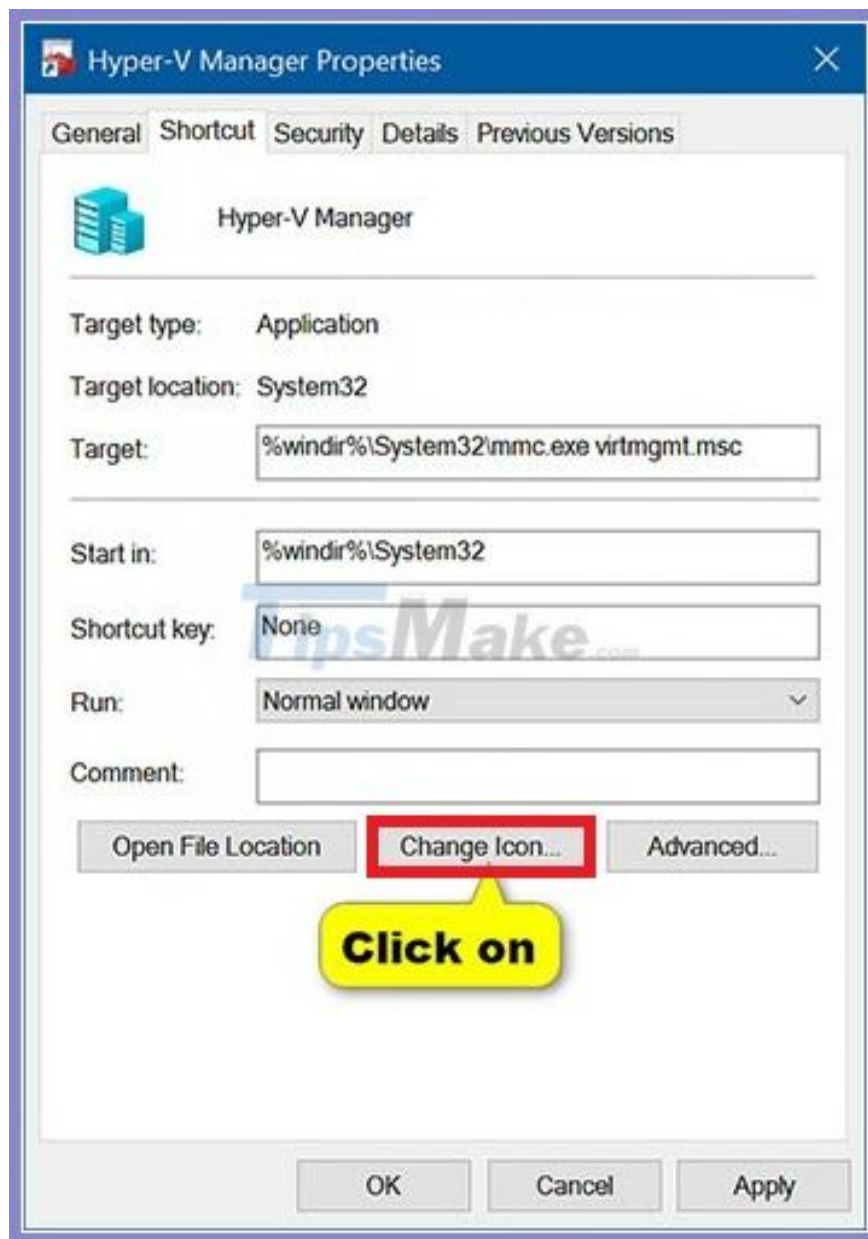 Hyper-V Manager Properties
General Shortcut Security Details Previous Versions
Hyper-V Manager
Target type: Application
Target location: System32
Target: %windir%\System32\mmc.exe virtmgmt.msc
Start in: %windir%\System32
TipsMake.com
Shortcut key: None
Run: Normal window
Comment:
Open File Location Change Icon... Advanced...
Click on
OK Cancel Apply